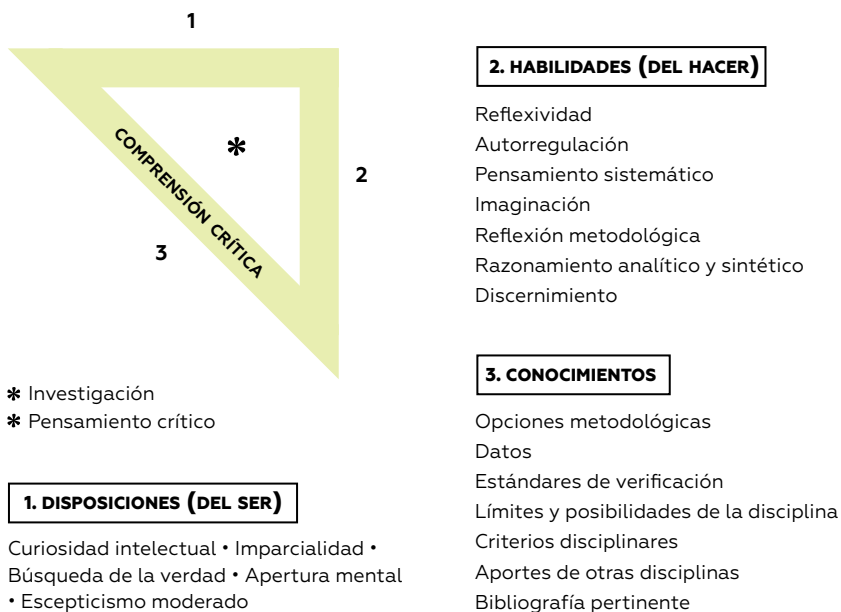 1
COMPRENSIÓN CRÍTICA
*
2
3
* Investigación
* Pensamiento crítico
1. DISPOSICIONES (DEL SER)
Curiosidad intelectual • Imparcialidad •
Búsqueda de la verdad • Apertura mental
• Escepticismo moderado
2. HABILIDADES (DEL HACER)
Reflexividad
Autorregulación
Pensamiento sistemático
Imaginación
Reflexión metodológica
Razonamiento analítico y sintético
Discernimiento
3. CONOCIMIENTOS
Opciones metodológicas
Datos
Estándares de verificación
Límites y posibilidades de la disciplina
Criterios disciplinares
Aportes de otras disciplinas
Bibliografía pertinente